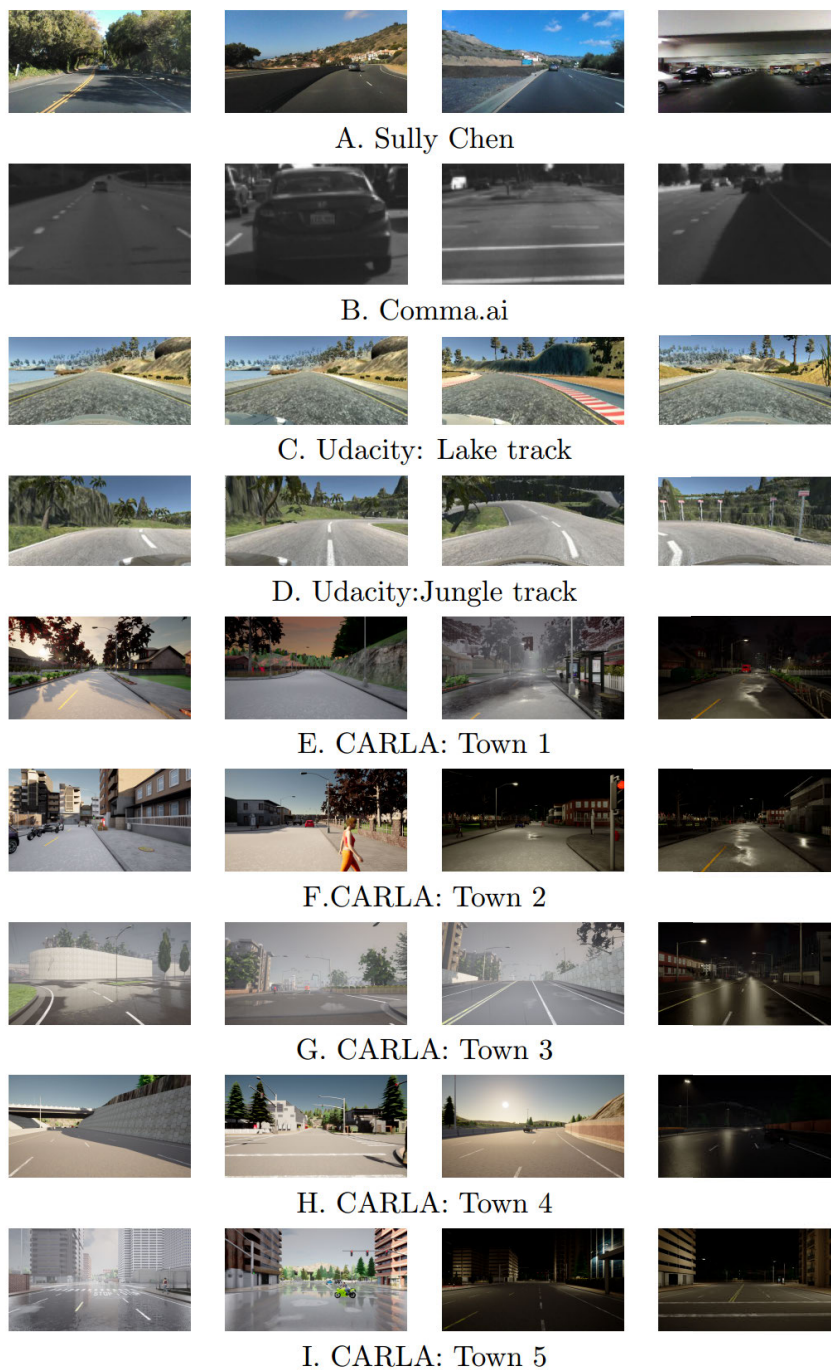 A. Sully Chen
B. Comma.ai
C. Udacity: Lake track
D. Udacity:Jungle track
E. CARLA: Town 1
F.CARLA: Town 2
G. CARLA: Town 3
H. CARLA: Town 4
I. CARLA: Town 5